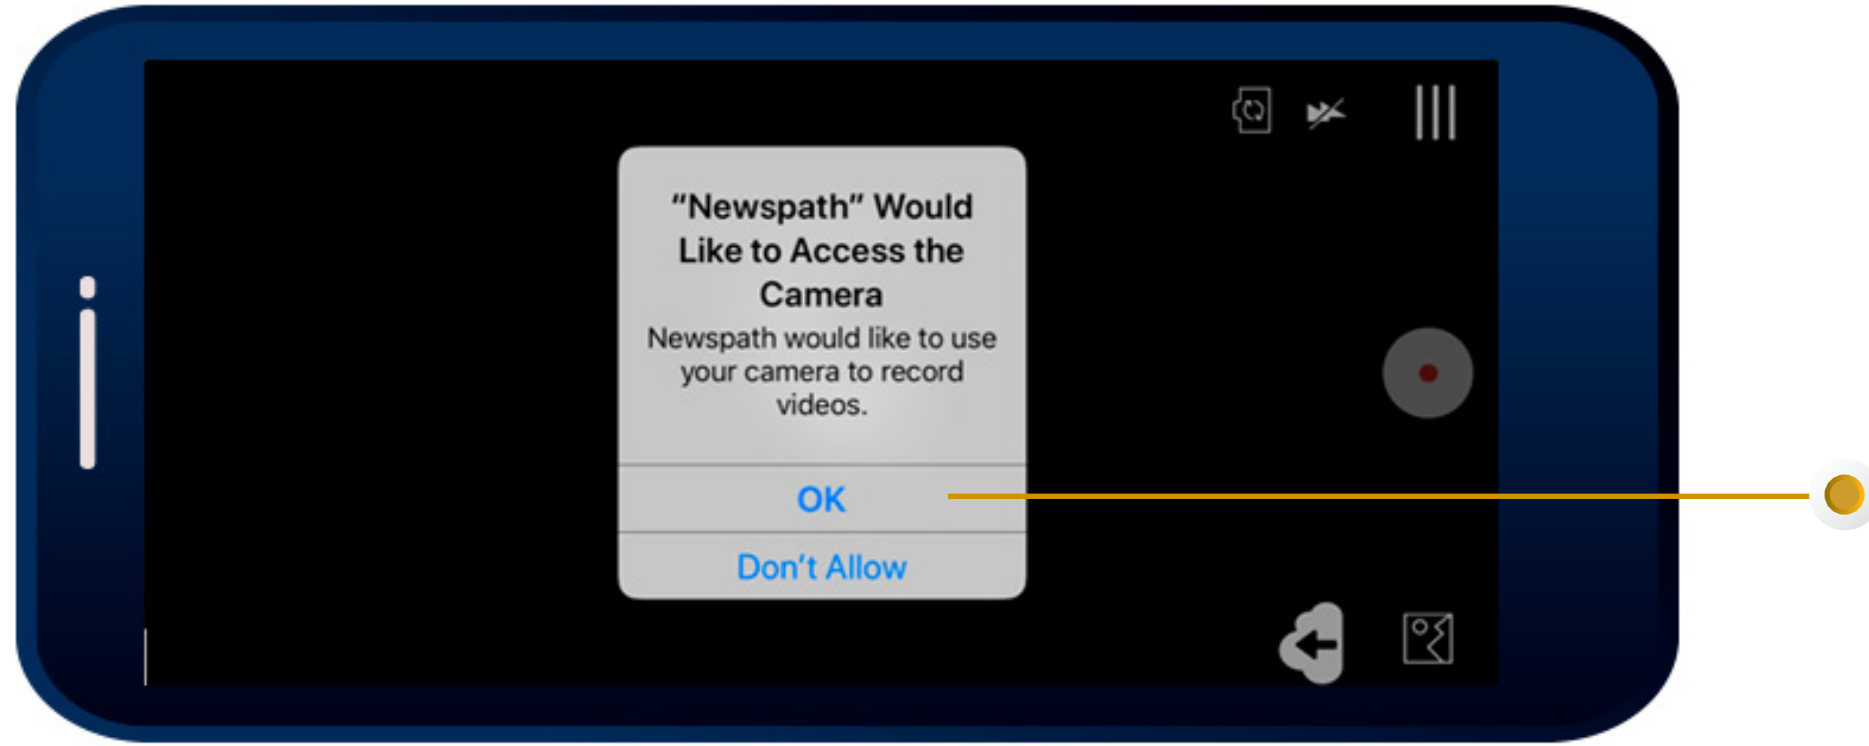 “Newspath” Would
Like to Access the
Camera
Newspath would like to use
your camera to record
videos.
OK
Don’t Allow